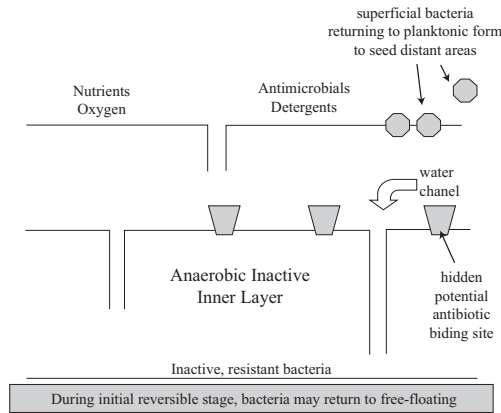 superficial bacteria
returning to planktonic form
to seed distant areas
Nutrients
Oxygen
Antimicrobials
Detergents
water
chanel
Anaerobic Inactive
Inner Layer
hidden
potential
antibiotic
biding site
Inactive, resistant bacteria
During initial reversible stage, bacteria may return to free-floating